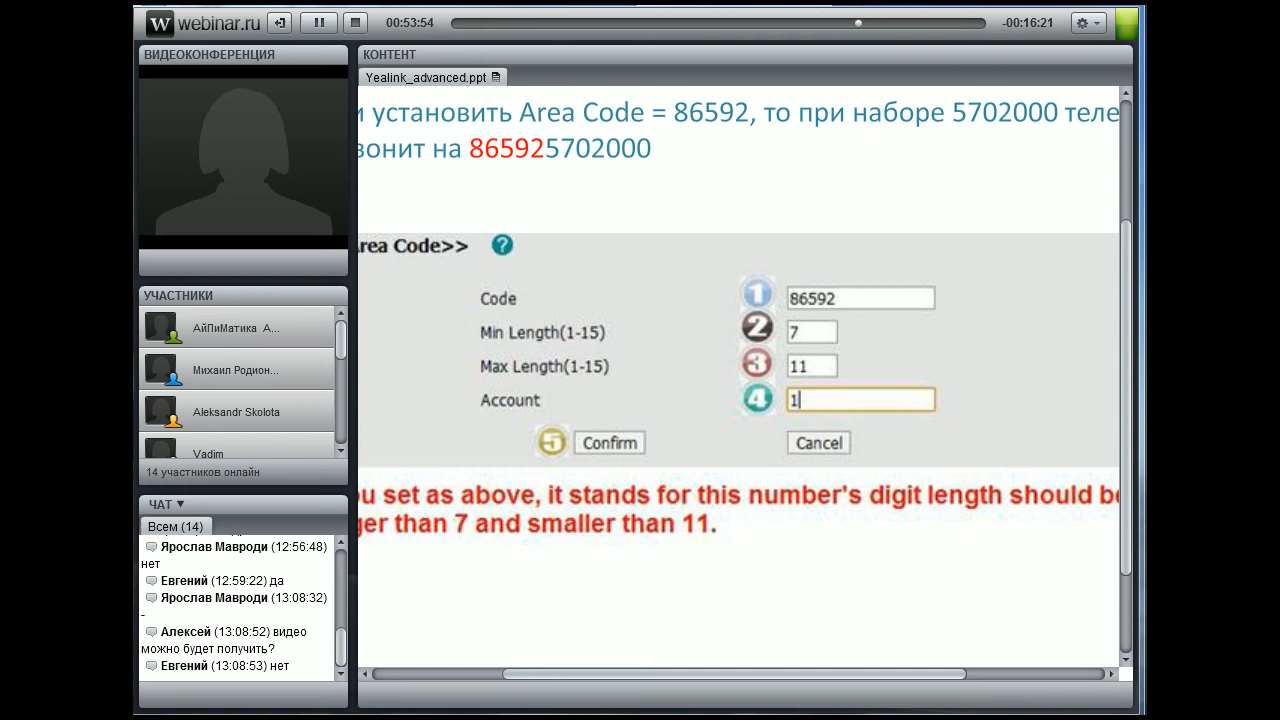 W webinar.ru 00:53:54 -00:16:21
ВИДЕОКОНФЕРЕНЦИЯ
УЧАСТНИКИ
АйПиМатика А...
Михаил Родион...
Aleksandr Skolota
Vadim
14 участников онлайн
ЧАТ
Всем (14)
Ярослав Мавроди (12:56:48)
нет
Евгений (12:59:22) да
Ярослав Мавроди (13:08:32)
-
Алексей (13:08:52) видео
можно будет получить?
Евгений (13:08:53) нет
КОНТЕНТ
Yealink_advanced.ppt
и установить Area Code = 86592, то при наборе 5702000 теле
вонит на 865925702000
rea Code>> ?
Code 1 86592
Min Length(1-15) 2 7
Max Length(1-15) 3 11
Account 4 1
5 Confirm Cancel
ou set as above, it stands for this number's digit length should be
ger than 7 and smaller than 11.